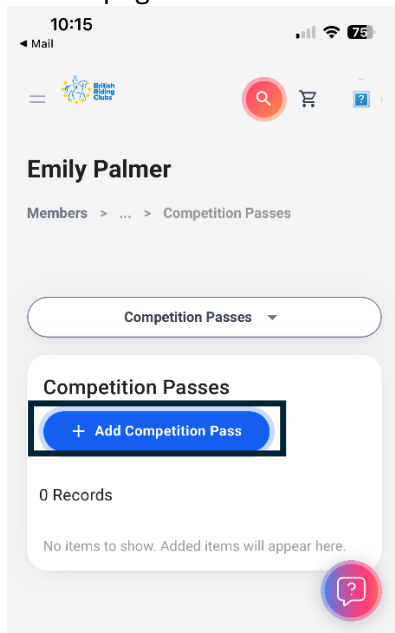 10:15
75
◀ Mail
British
Riding
Clubs
?
Emily Palmer
Members > ... > Competition Passes
Competition Passes
Competition Passes
+ Add Competition Pass
0 Records
No items to show. Added items will appear here.
?